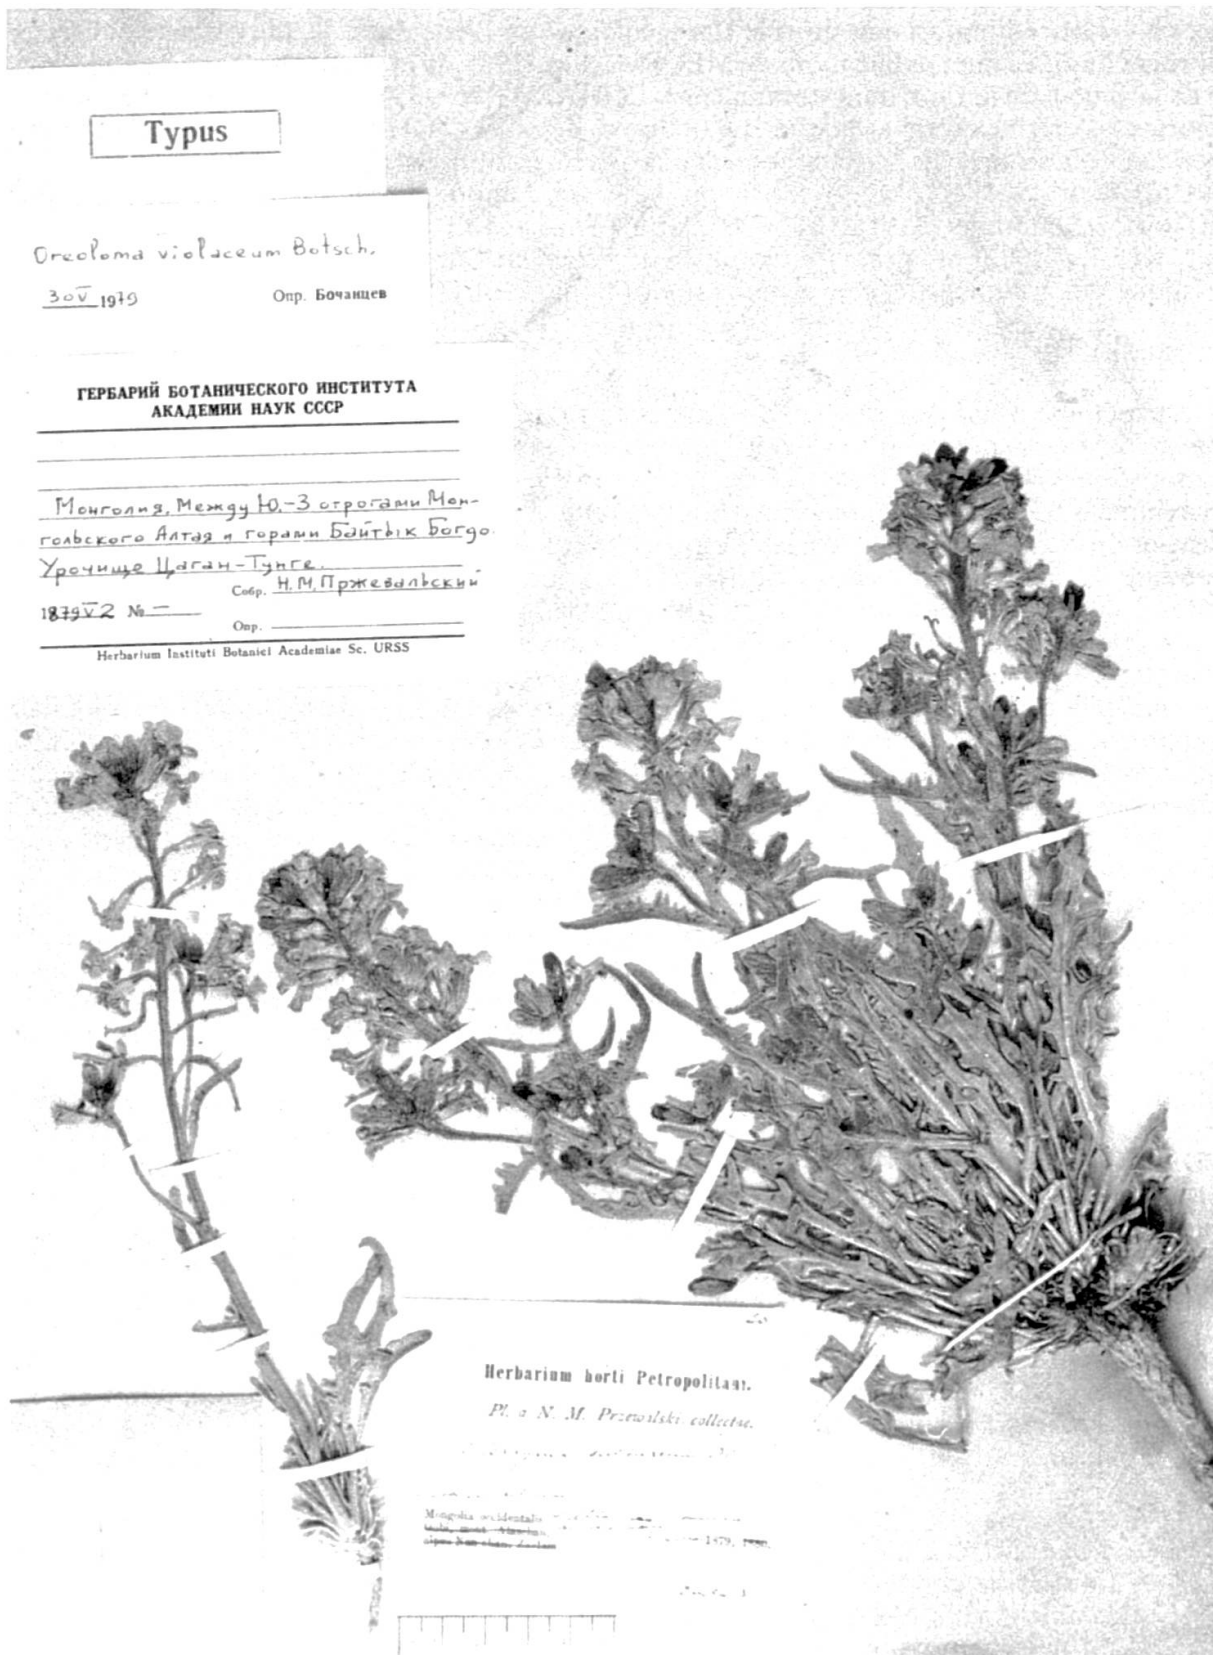 Typus
Oreoloma violaceum Botsch.
30 V 1979 Опр. Бочанцев
ГЕРБАРИЙ БОТАНИЧЕСКОГО ИНСТИТУТА
АКАДЕМИИ НАУК СССР
Монголия, Между Ю.-З отрогами Мон-
гольского Алтая и горами Байтык Богдо.
Урочище Цаган-Тунге.
Собр. Н.М.Пржевальский
1879 V 2 № —
Опр.
Herbarium Instituti Botanici Academiae Sc. URSS
Herbarium horti Petropolitani.
Pl. a N. M. Przewalski collectae.
Mongolia occidentalis
1879, 1880.